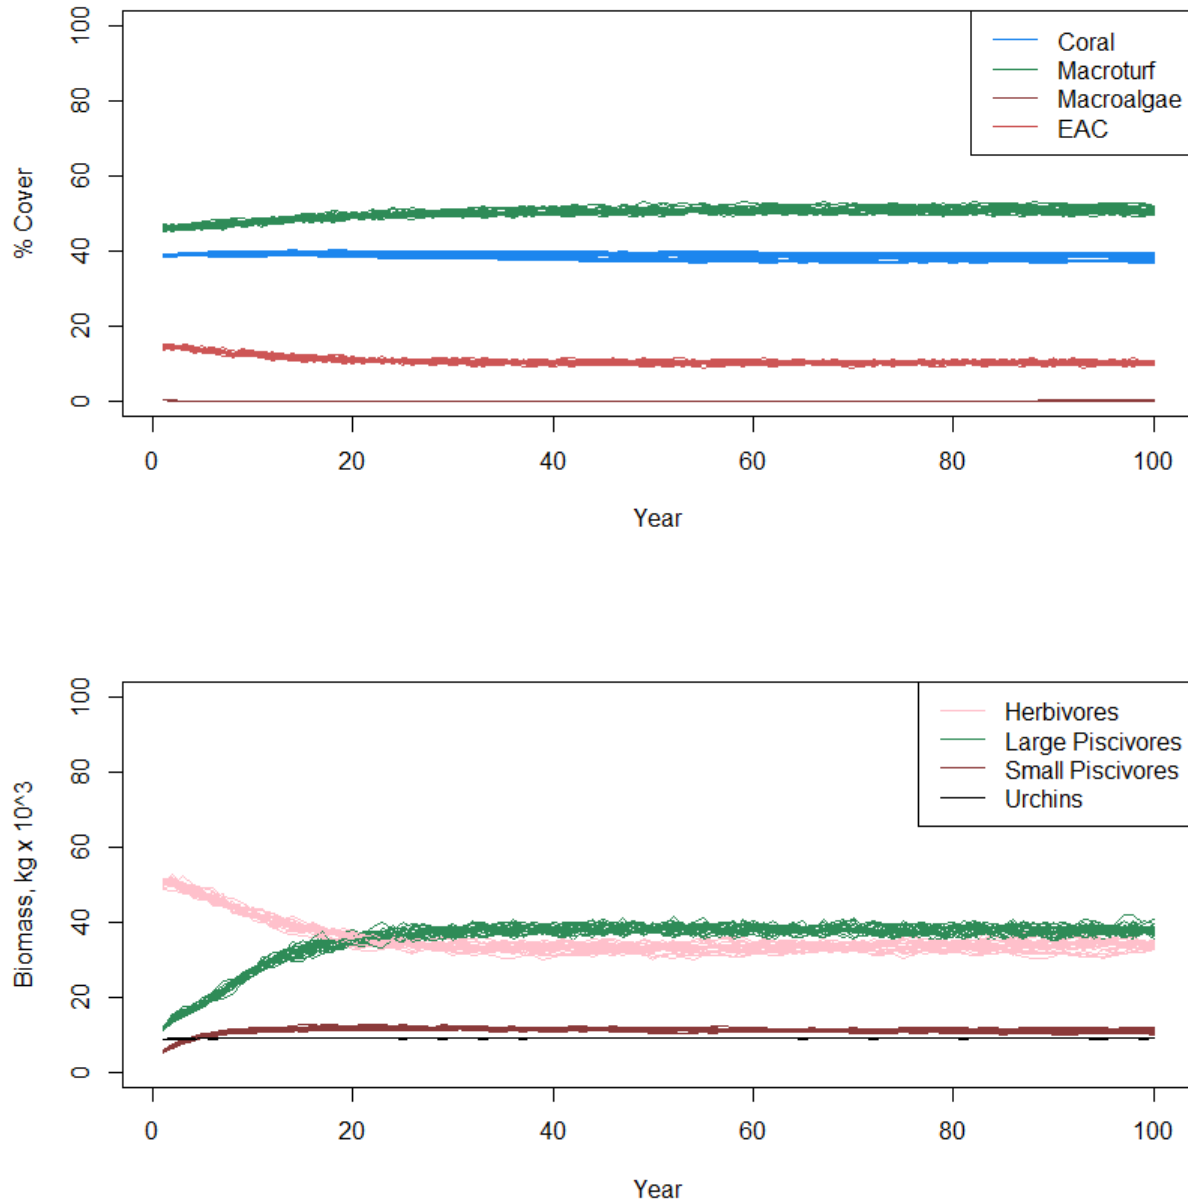 % Cover
100
80
60
40
20
0
Coral
Macroturf
Macroalgae
EAC
0 20 40 60 80 100
Year
Biomass, kg x 10^3
100
80
60
40
20
0
Herbivores
Large Piscivores
Small Piscivores
Urchins
0 20 40 60 80 100
Year